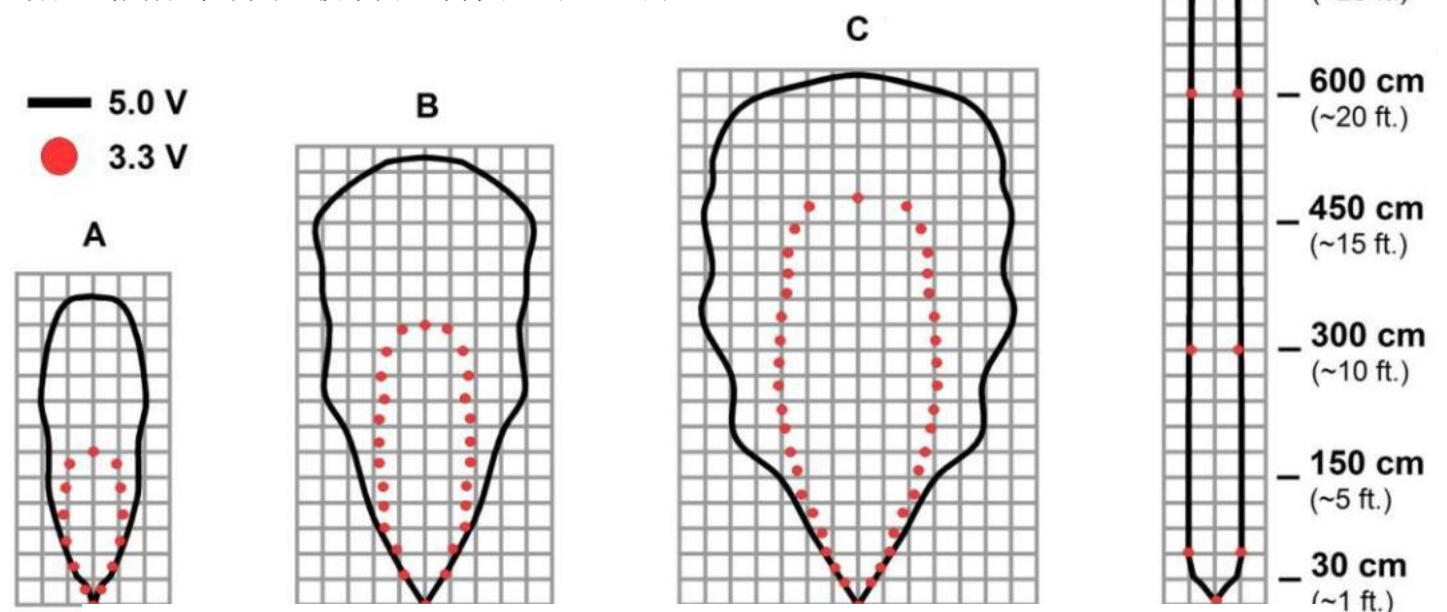 C
5.0 V
B
3.3 V
A
600 cm
(~20 ft.)
450 cm
(~15 ft.)
300 cm
(~10 ft.)
150 cm
(~5 ft.)
30 cm
(~1 ft.)